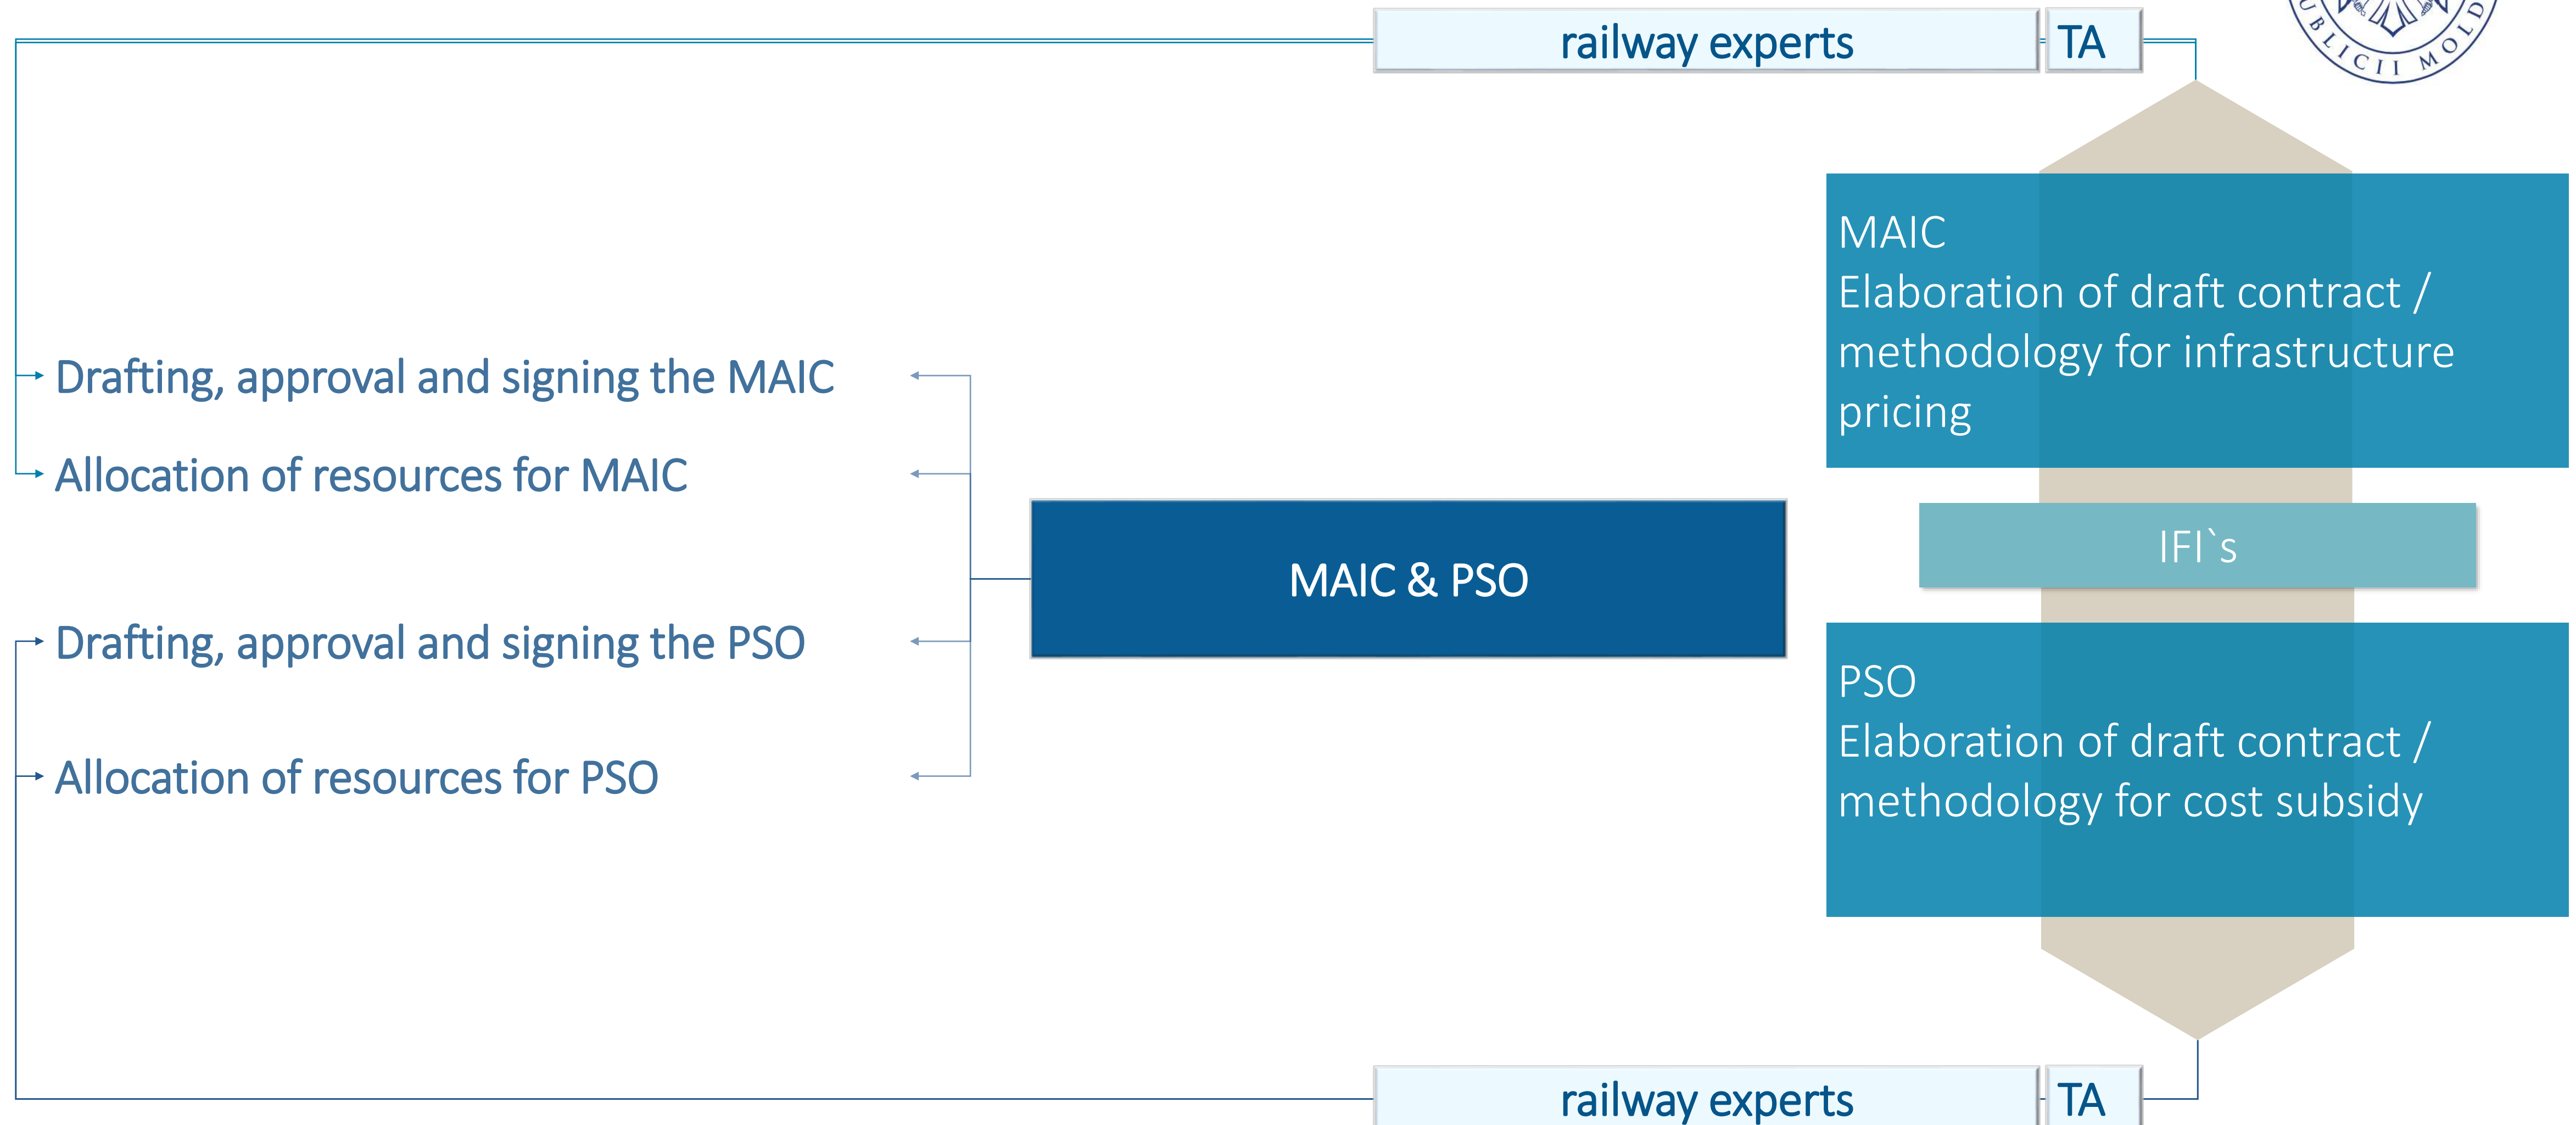 railway experts
TA
UBLICII MOLD
MAIC
Elaboration of draft contract /
methodology for infrastructure
pricing
Drafting, approval and signing the MAIC
Allocation of resources for MAIC
MAIC & PSO
IFI`s
Drafting, approval and signing the PSO
Allocation of resources for PSO
PSO
Elaboration of draft contract /
methodology for cost subsidy
railway experts
TA